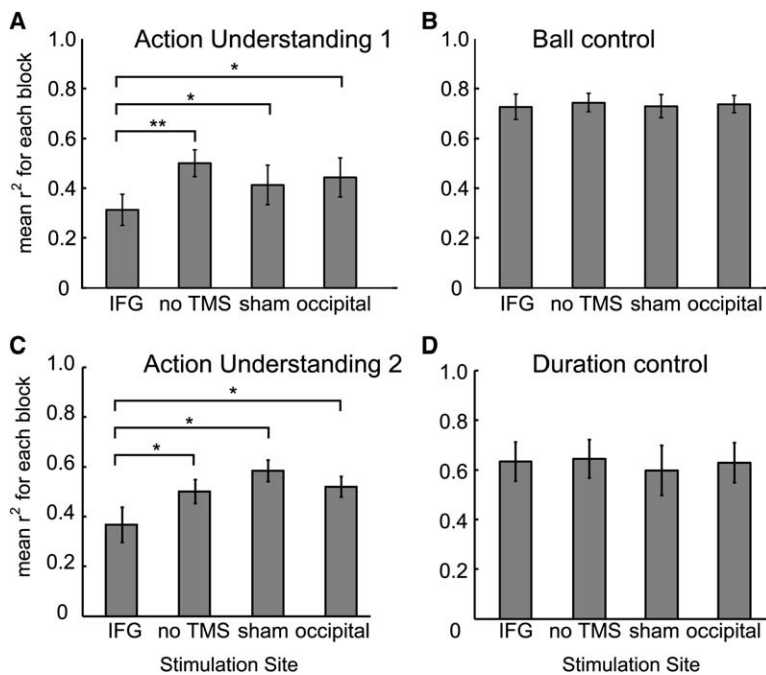 A
Action Understanding 1
mean r² for each block
1.0
0.8
0.6
0.4
0.2
0
*
*
**
IFG no TMS sham occipital
B
Ball control
1.0
0.8
0.6
0.4
0.2
0
IFG no TMS sham occipital
C
Action Understanding 2
mean r² for each block
1.0
0.8
0.6
0.4
0.2
0
*
*
*
IFG no TMS sham occipital
Stimulation Site
D
Duration control
1.0
0.8
0.6
0.4
0.2
0
IFG no TMS sham occipital
Stimulation Site